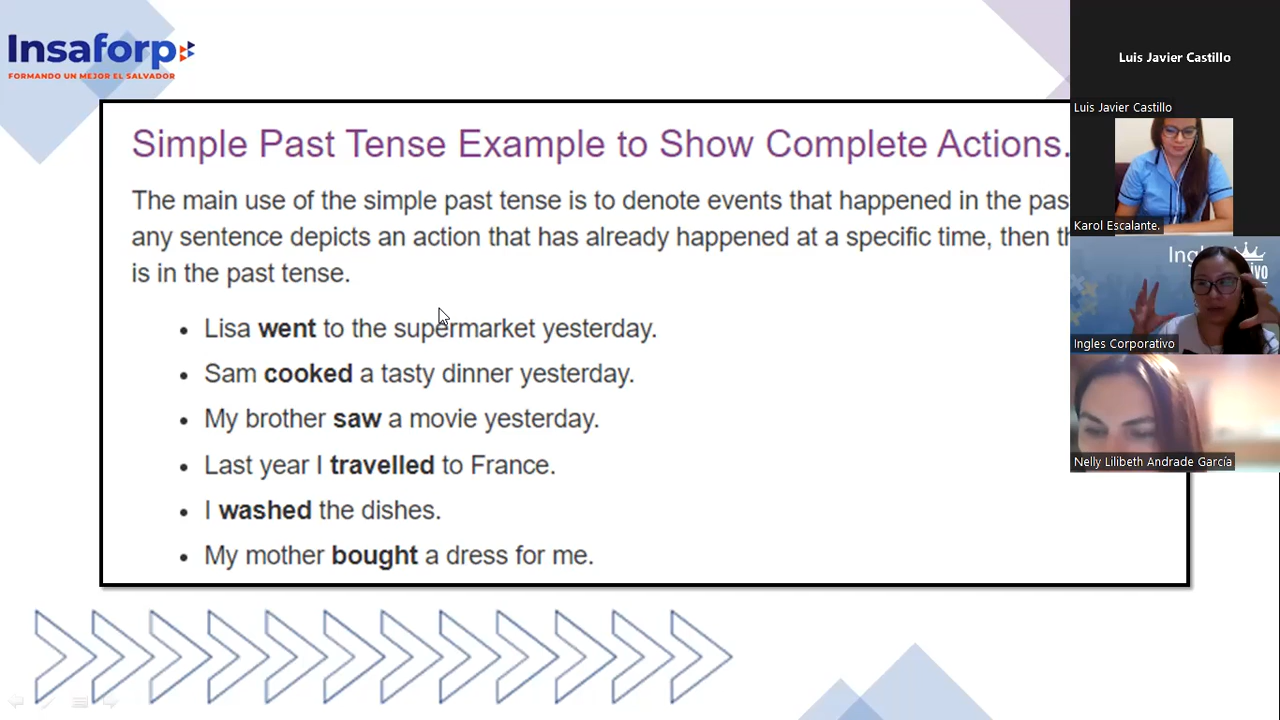 Insaforp
FORMANDO UN MEJOR EL SALVADOR
Simple Past Tense Example to Show Complete Actions.
The main use of the simple past tense is to denote events that happened in the
any sentence depicts an action that has already happened at a specific time, then
is in the past tense.
• Lisa went to the supermarket yesterday.
• Sam cooked a tasty dinner yesterday.
• My brother saw a movie yesterday.
• Last year I travelled to France.
• I washed the dishes.
• My mother bought a dress for me.
Luis Javier Castillo
Luis Javier Castillo
Karol Escalante.
Ingles Corporativo
Nelly Lilibeth Andrade García